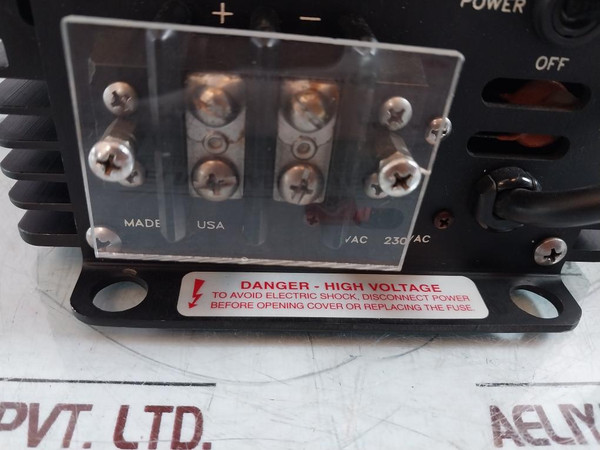 + −
POWER
OFF
MADE USA
VAC 230VAC
DANGER - HIGH VOLTAGE
TO AVOID ELECTRIC SHOCK, DISCONNECT POWER
BEFORE OPENING COVER OR REPLACING THE FUSE.
PVT. LTD.